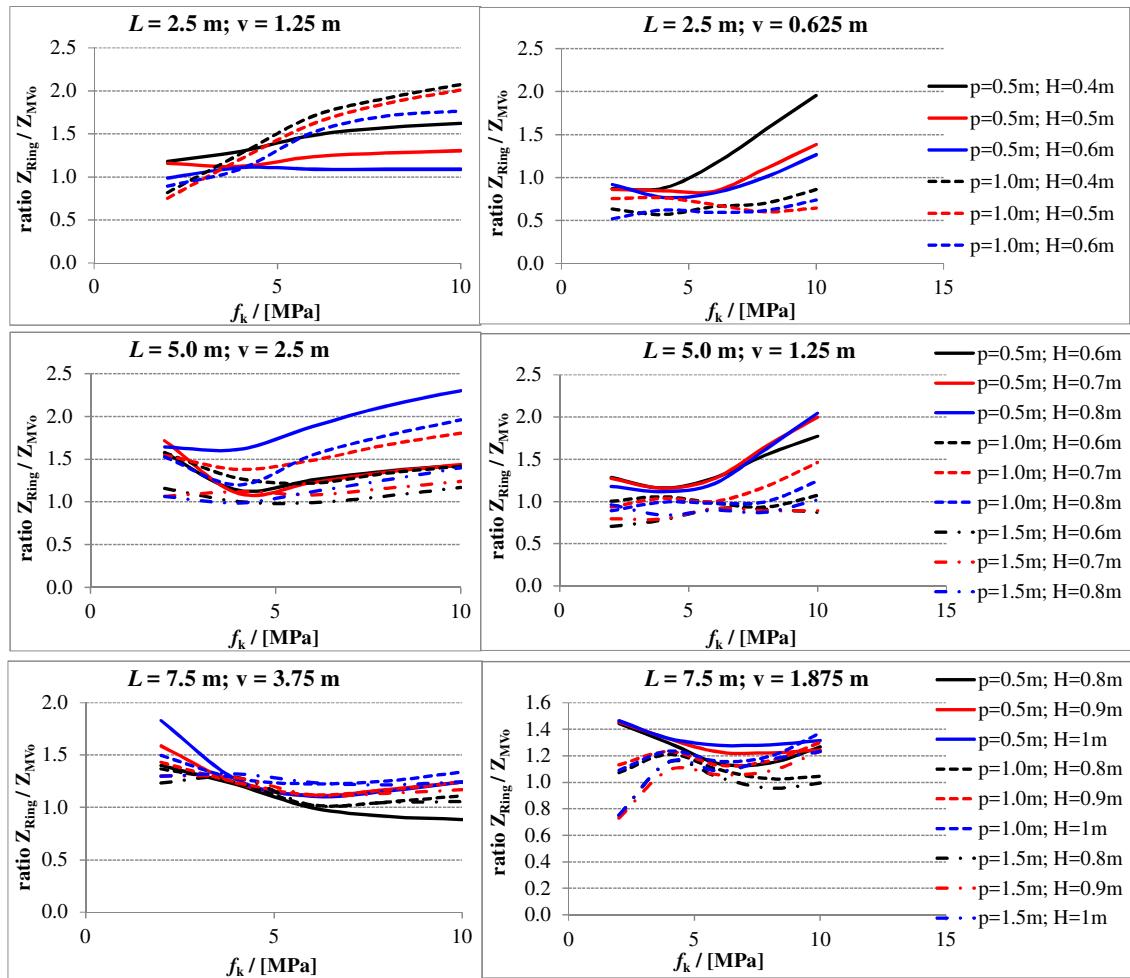 L = 2.5 m; v = 1.25 m
ratio Z_Ring / Z_MVo
2.5
2.0
1.5
1.0
0.5
0.0
0
5
10
f_k / [MPa]
L = 2.5 m; v = 0.625 m
ratio Z_Ring / Z_MVo
2.5
2.0
1.5
1.0
0.5
0.0
0
5
10
15
f_k / [MPa]
p=0.5m; H=0.4m
p=0.5m; H=0.5m
p=0.5m; H=0.6m
p=1.0m; H=0.4m
p=1.0m; H=0.5m
p=1.0m; H=0.6m
L = 5.0 m; v = 2.5 m
ratio Z_Ring / Z_MVo
2.5
2.0
1.5
1.0
0.5
0.0
0
5
10
f_k / [MPa]
L = 5.0 m; v = 1.25 m
ratio Z_Ring / Z_MVo
2.5
2.0
1.5
1.0
0.5
0.0
0
5
10
15
f_k / [MPa]
p=0.5m; H=0.6m
p=0.5m; H=0.7m
p=0.5m; H=0.8m
p=1.0m; H=0.6m
p=1.0m; H=0.7m
p=1.0m; H=0.8m
p=1.5m; H=0.6m
p=1.5m; H=0.7m
p=1.5m; H=0.8m
L = 7.5 m; v = 3.75 m
ratio Z_Ring / Z_MVo
2.0
1.5
1.0
0.5
0.0
0
5
10
f_k / [MPa]
L = 7.5 m; v = 1.875 m
ratio Z_Ring / Z_MVo
1.6
1.4
1.2
1.0
0.8
0.6
0.4
0.2
0.0
0
5
10
15
f_k / [MPa]
p=0.5m; H=0.8m
p=0.5m; H=0.9m
p=0.5m; H=1m
p=1.0m; H=0.8m
p=1.0m; H=0.9m
p=1.0m; H=1m
p=1.5m; H=0.8m
p=1.5m; H=0.9m
p=1.5m; H=1m